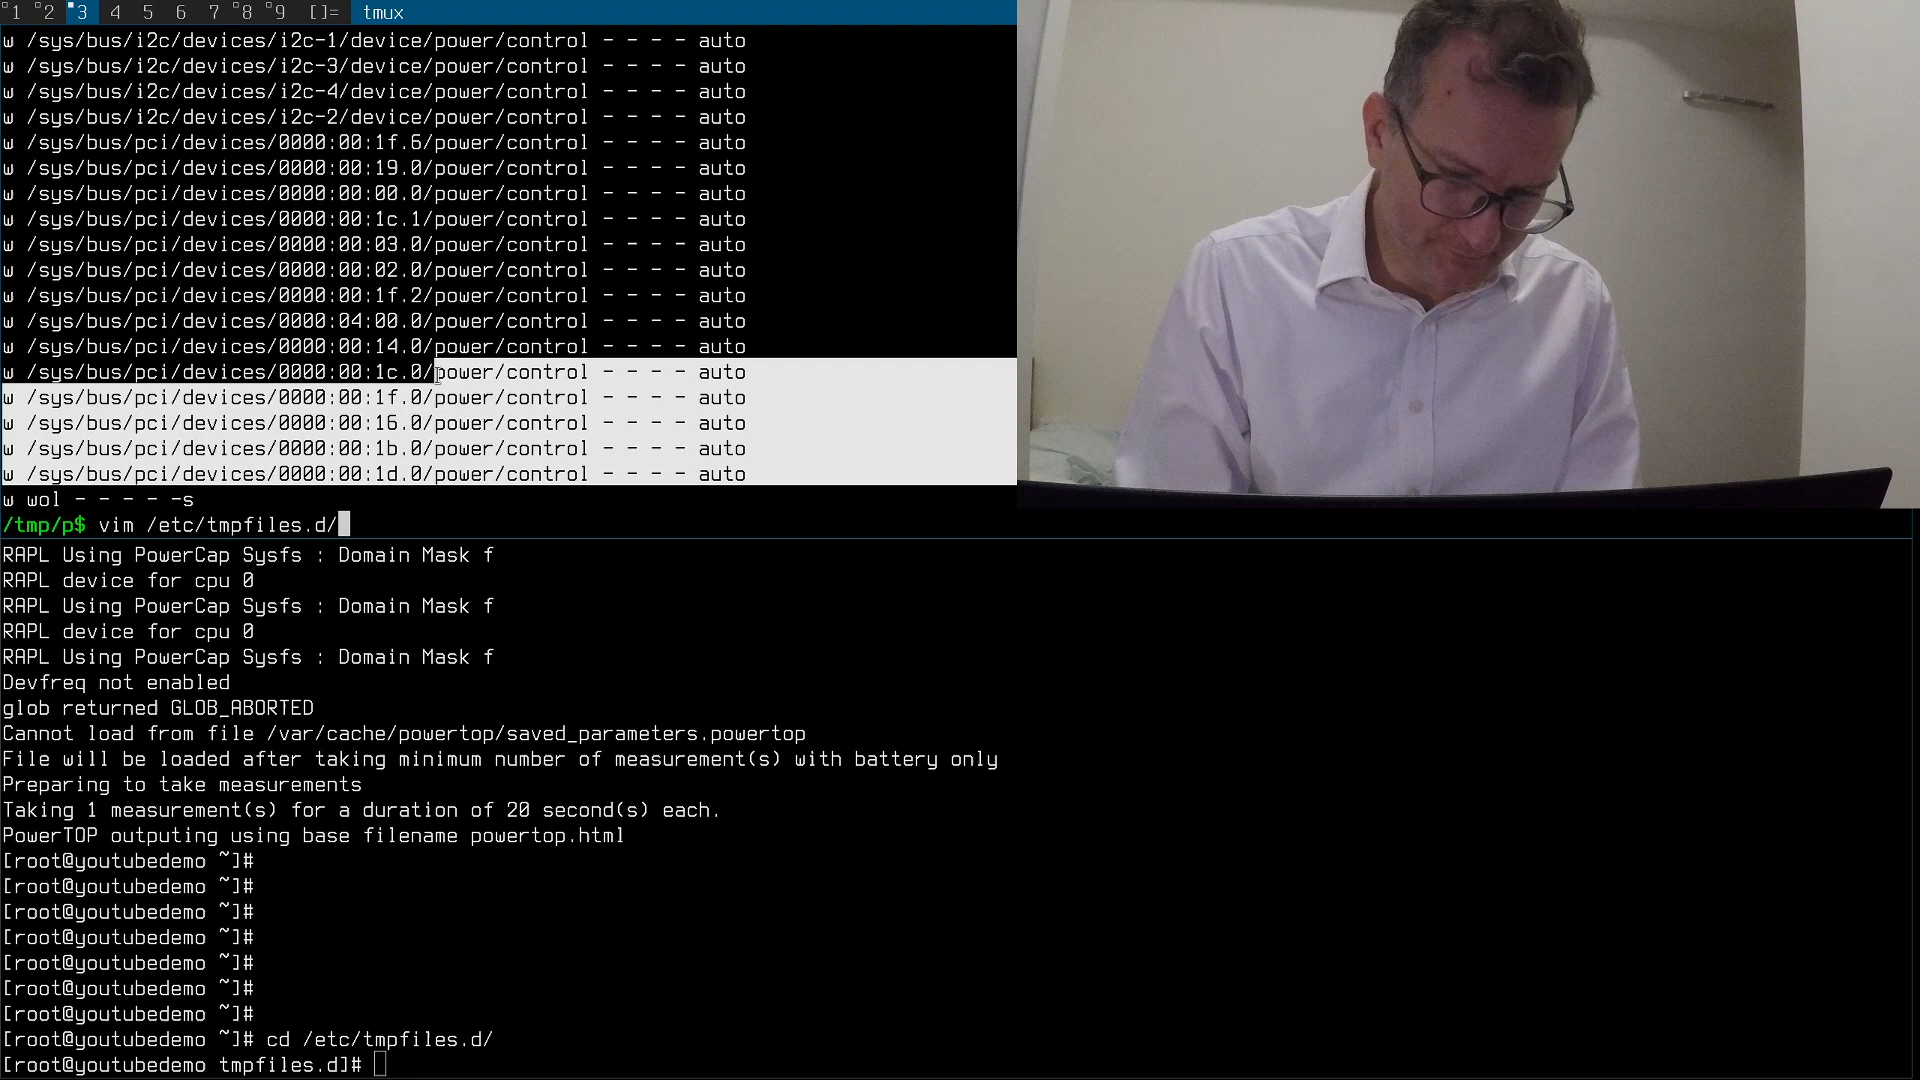 1 2 3 4 5 6 7 8 9 []= tmux
w /sys/bus/i2c/devices/i2c-1/device/power/control - - - - auto
w /sys/bus/i2c/devices/i2c-3/device/power/control - - - - auto
w /sys/bus/i2c/devices/i2c-4/device/power/control - - - - auto
w /sys/bus/i2c/devices/i2c-2/device/power/control - - - - auto
w /sys/bus/pci/devices/0000:00:1f.6/power/control - - - - auto
w /sys/bus/pci/devices/0000:00:19.0/power/control - - - - auto
w /sys/bus/pci/devices/0000:00:00.0/power/control - - - - auto
w /sys/bus/pci/devices/0000:00:1c.1/power/control - - - - auto
w /sys/bus/pci/devices/0000:00:03.0/power/control - - - - auto
w /sys/bus/pci/devices/0000:00:02.0/power/control - - - - auto
w /sys/bus/pci/devices/0000:00:1f.2/power/control - - - - auto
w /sys/bus/pci/devices/0000:04:00.0/power/control - - - - auto
w /sys/bus/pci/devices/0000:00:14.0/power/control - - - - auto
w /sys/bus/pci/devices/0000:00:1c.0/power/control - - - - auto
w /sys/bus/pci/devices/0000:00:1f.0/power/control - - - - auto
w /sys/bus/pci/devices/0000:00:16.0/power/control - - - - auto
w /sys/bus/pci/devices/0000:00:1b.0/power/control - - - - auto
w /sys/bus/pci/devices/0000:00:1d.0/power/control - - - - auto
w wol - - - - -s
/tmp/p$ vim /etc/tmpfiles.d/
RAPL Using PowerCap Sysfs : Domain Mask f
RAPL device for cpu 0
RAPL Using PowerCap Sysfs : Domain Mask f
RAPL device for cpu 0
RAPL Using PowerCap Sysfs : Domain Mask f
Devfreq not enabled
glob returned GLOB_ABORTED
Cannot load from file /var/cache/powertop/saved_parameters.powertop
File will be loaded after taking minimum number of measurement(s) with battery only
Preparing to take measurements
Taking 1 measurement(s) for a duration of 20 second(s) each.
PowerTOP outputing using base filename powertop.html
[root@youtubedemo ~]#
[root@youtubedemo ~]#
[root@youtubedemo ~]#
[root@youtubedemo ~]#
[root@youtubedemo ~]#
[root@youtubedemo ~]#
[root@youtubedemo ~]#
[root@youtubedemo ~]# cd /etc/tmpfiles.d/
[root@youtubedemo tmpfiles.d]#